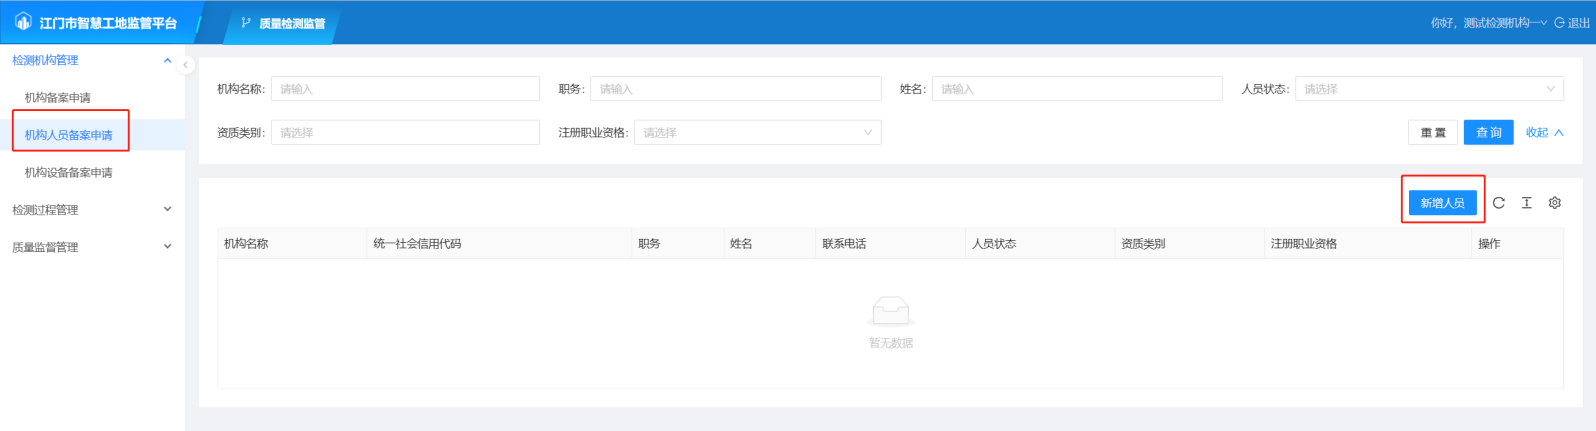 江门市智慧工地监管平台
质量检测监管
你好，测试检测机构一
退出
检测机构管理
机构备案申请
机构人员备案申请
机构设备备案申请
检测过程管理
质量监督管理
机构名称: 请输入
职务: 请输入
姓名: 请输入
人员状态: 请选择
资质类别: 请选择
注册职业资格: 请选择
重置
查询
收起
新增人员
机构名称 统一社会信用代码 职务 姓名 联系电话 人员状态 资质类别 注册职业资格 操作
暂无数据